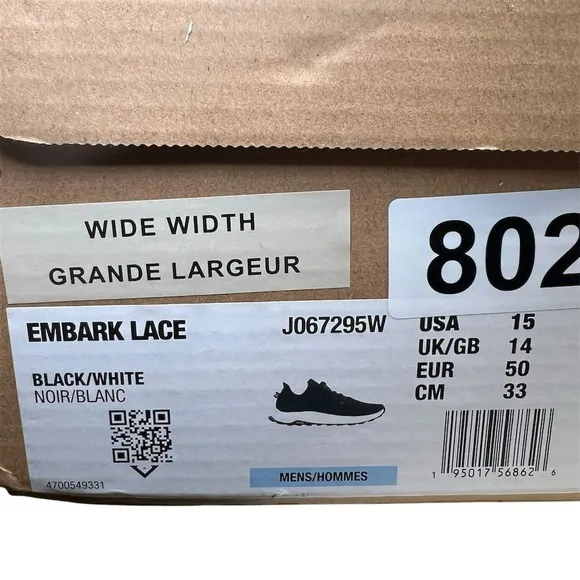 WIDE WIDTH
GRANDE LARGEUR
802
EMBARK LACE
J067295W
BLACK/WHITE
NOIR/BLANC
4700549331
MENS/HOMMES
USA 15
UK/GB 14
EUR 50
CM 33
1 95017 56862 6